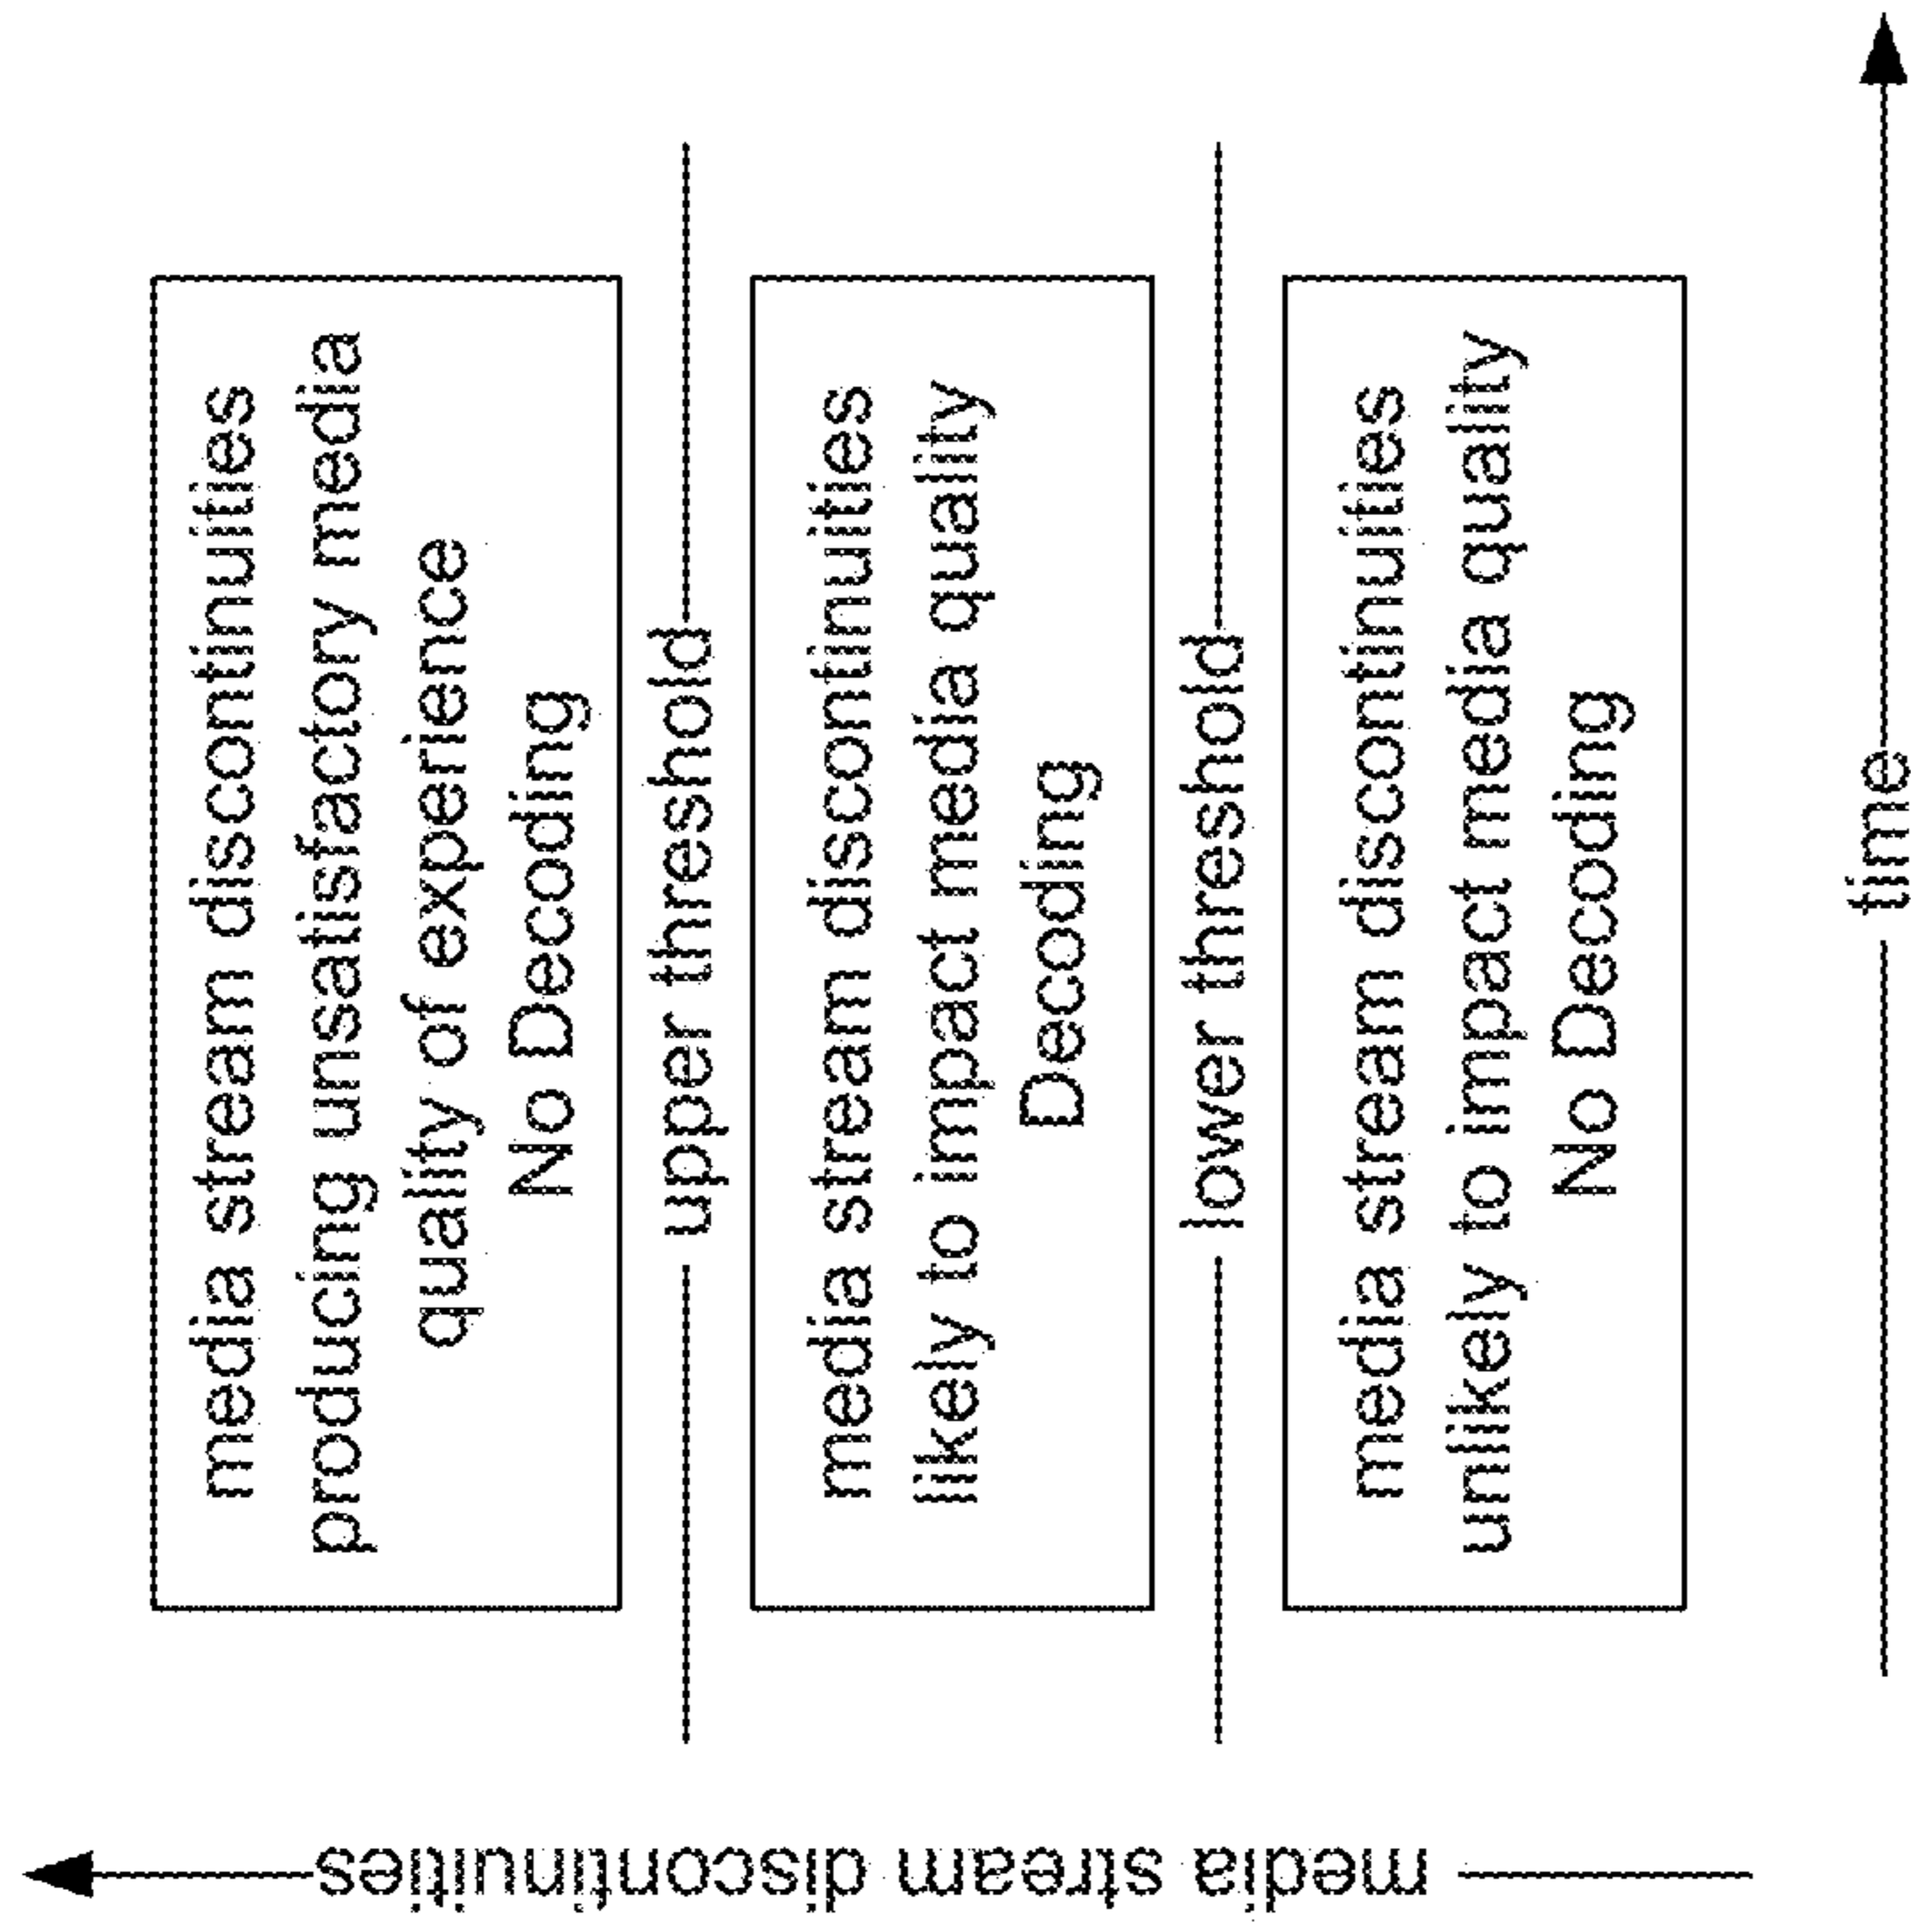 media stream discontinuities
media stream discontinuities
producing unsatisfactory media
quality of experience
No Decoding
upper threshold
media stream discontinuities
likely to impact media quality
Decoding
lower threshold
media stream discontinuities
unlikely to impact media quality
No Decoding
time